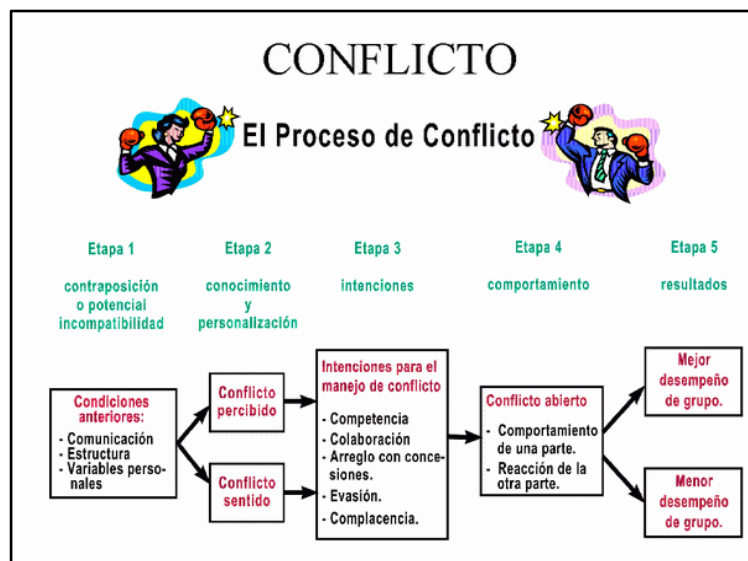 CONFLICTO
El Proceso de Conflicto
Etapa 1
contraposición
o potencial
incompatibilidad
Etapa 2
conocimiento
y
personalización
Etapa 3
intenciones
Etapa 4
comportamiento
Etapa 5
resultados
Condiciones
anteriores:
- Comunicación
- Estructura
- Variables perso-
nales
Conflicto
percibido
Conflicto
sentido
Intenciones para el
manejo de conflicto
- Competencia
- Colaboración
- Arreglo con conce-
siones.
- Evasión.
- Complacencia.
Conflicto abierto
- Comportamiento
de una parte.
- Reacción de la
otra parte.
Mejor
desempeño
de grupo.
Menor
desempeño
de grupo.